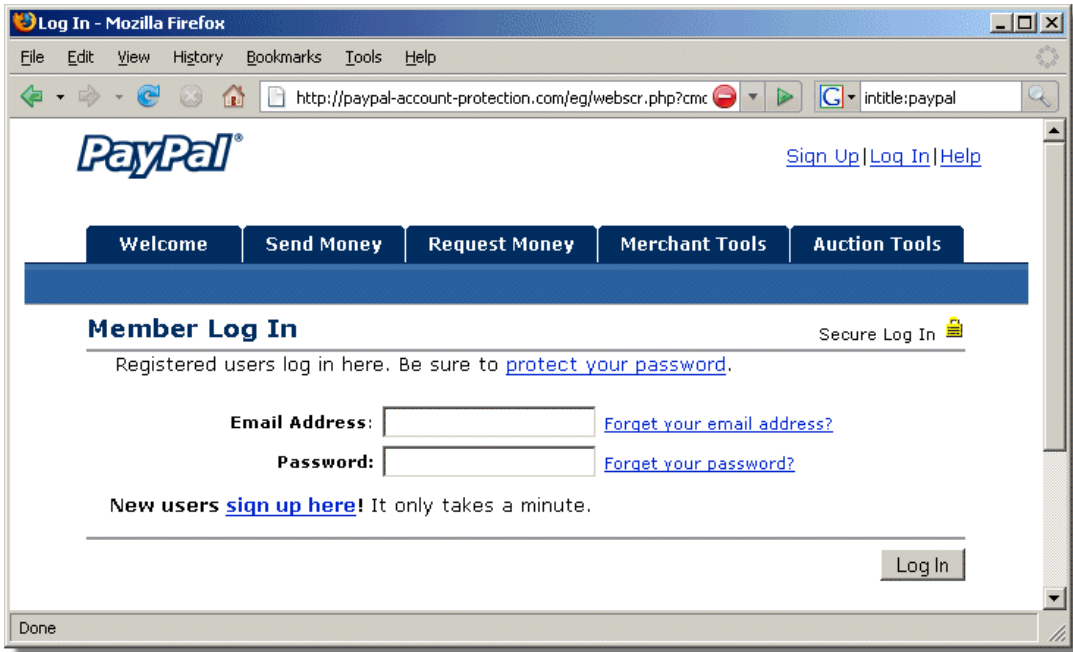 Log In - Mozilla Firefox
File Edit View History Bookmarks Tools Help
http://paypal-account-protection.com/eg/webscr.php?cmc G intitle:paypal
PayPal®
Sign Up|Log In|Help
Welcome Send Money Request Money Merchant Tools Auction Tools
Member Log In
Secure Log In
Registered users log in here. Be sure to protect your password.
Email Address: Forget your email address?
Password: Forget your password?
New users sign up here! It only takes a minute.
Log In
Done